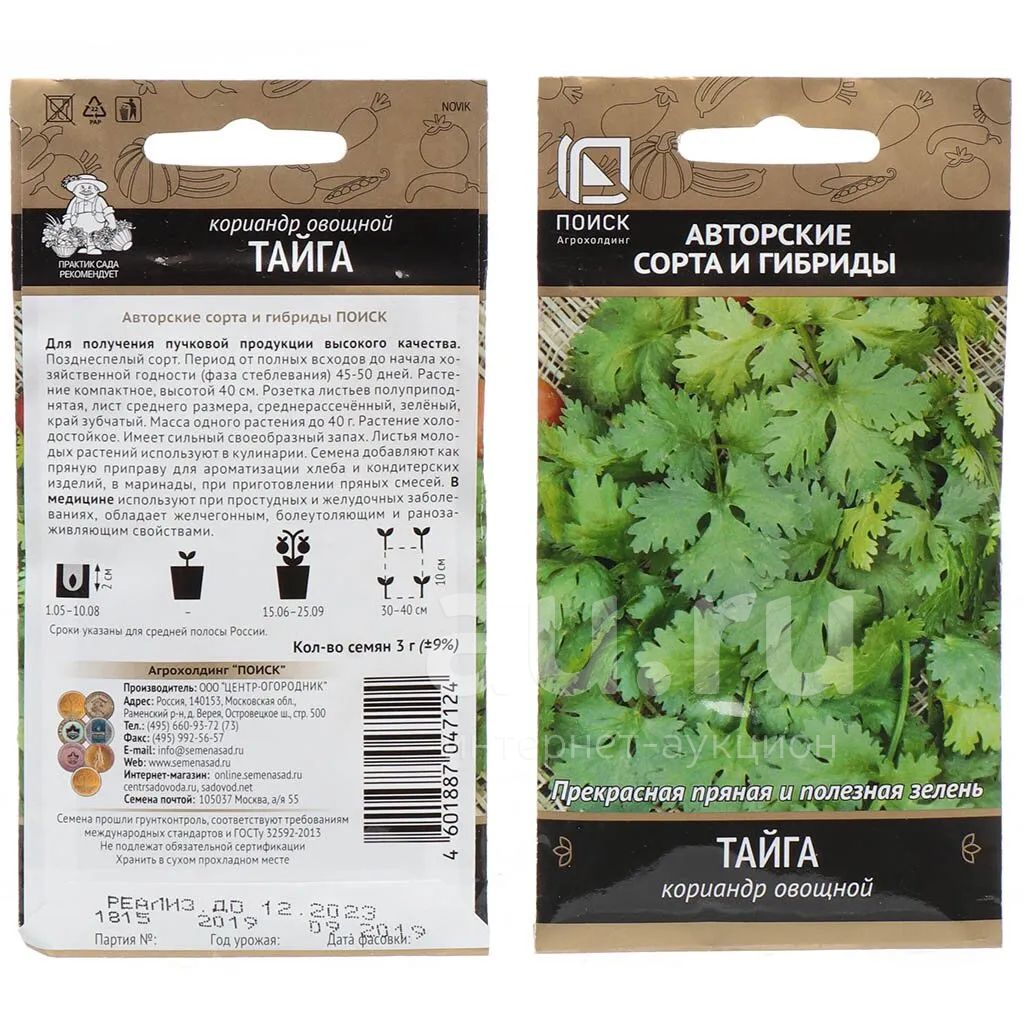 NOVIK
22
PAP
ПРАКТИК САДА
РЕКОМЕНДУЕТ
кориандр овощной
ТАЙГА
Авторские сорта и гибриды ПОИСК
Для получения пучковой продукции высокого качества.
Позднеспелый сорт. Период от полных всходов до начала хо-
зяйственной годности (фаза стеблевания) 45-50 дней. Расте-
ние компактное, высотой 40 см. Розетка листьев полуприпод-
нятая, лист среднего размера, среднерассечённый, зелёный,
край зубчатый. Масса одного растения до 40 г. Растение холо-
достойкое. Имеет сильный своеобразный запах. Листья моло-
дых растений используют в кулинарии. Семена добавляют как
пряную приправу для ароматизации хлеба и кондитерских
изделий, в маринады, при приготовлении пряных смесей. В
медицине используют при простудных и желудочных заболе-
ваниях, обладает желчегонным, болеутоляющим и раноза-
живляющим свойствами.
2 см
10 см
1.05–10.08
–
15.06–25.09
30–40 см
Сроки указаны для средней полосы России.
Кол-во семян 3 г (±9%)
Агрохолдинг "ПОИСК"
Производитель: ООО "ЦЕНТР-ОГОРОДНИК"
Адрес: Россия, 140153, Московская обл.,
Раменский р-н, д. Верея, Островецкое ш., стр. 500
Тел.: (495) 660-93-72 (73)
Факс: (495) 992-56-57
E-mail: info@semenasad.ru
Web: www.semenasad.ru
Интернет-магазин: online.semenasad.ru
centrsadovoda.ru, sadovod.net
Семена почтой: 105037 Москва, а/я 55
Семена прошли грунтконтроль, соответствуют требованиям
международных стандартов и ГОСТу 32592-2013
Не подлежат обязательной сертификации
Хранить в сухом прохладном месте
4 601887 047124
РЕАЛИЗ. ДО 12.2023
1815 2019 09.2019
Партия №: Год урожая: Дата фасовки:
ПОИСК
Агрохолдинг
АВТОРСКИЕ
СОРТА И ГИБРИДЫ
au.ru
интернет-аукцион
Прекрасная пряная и полезная зелень
ТАЙГА
кориандр овощной